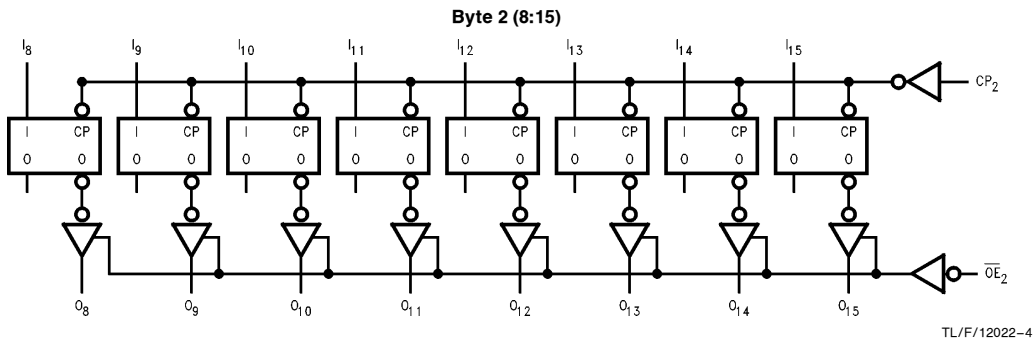 Byte 2 (8:15)
I8 I9 I10 I11 I12 I13 I14 I15
CP2
I CP I CP I CP I CP I CP I CP I CP I CP
O O O O O O O O O O O O O O O O
OE2
O8 O9 O10 O11 O12 O13 O14 O15
TL/F/12022–4